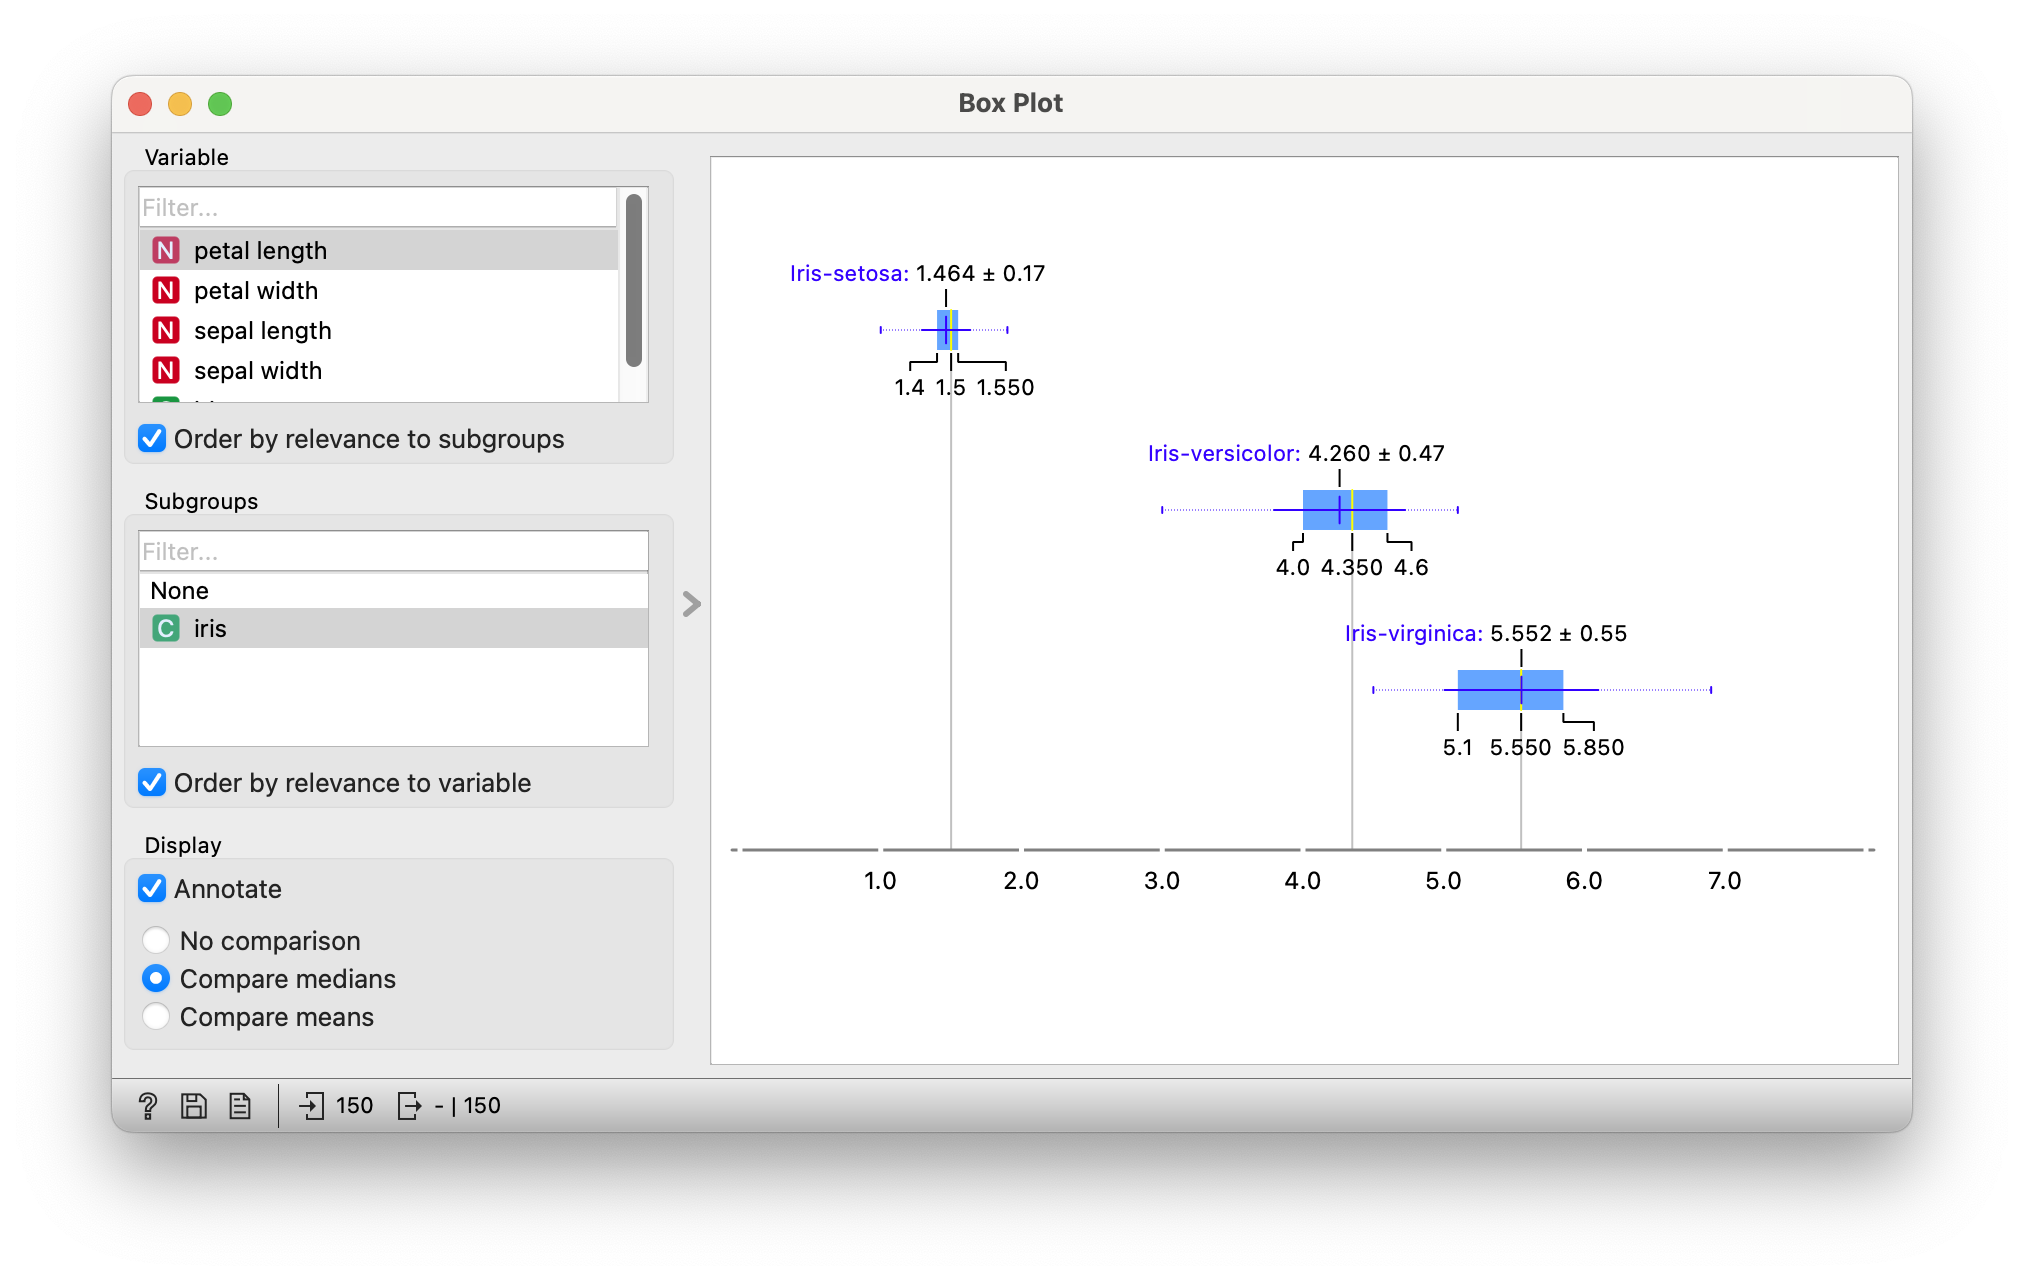 Box Plot
Variable
Filter...
N petal length
N petal width
N sepal length
N sepal width
Order by relevance to subgroups
Subgroups
Filter...
None
C iris
Order by relevance to variable
Display
Annotate
No comparison
Compare medians
Compare means
? 150 - | 150
Iris-setosa: 1.464 ± 0.17
1.4 1.5 1.550
Iris-versicolor: 4.260 ± 0.47
4.0 4.350 4.6
Iris-virginica: 5.552 ± 0.55
5.1 5.550 5.850
1.0 2.0 3.0 4.0 5.0 6.0 7.0